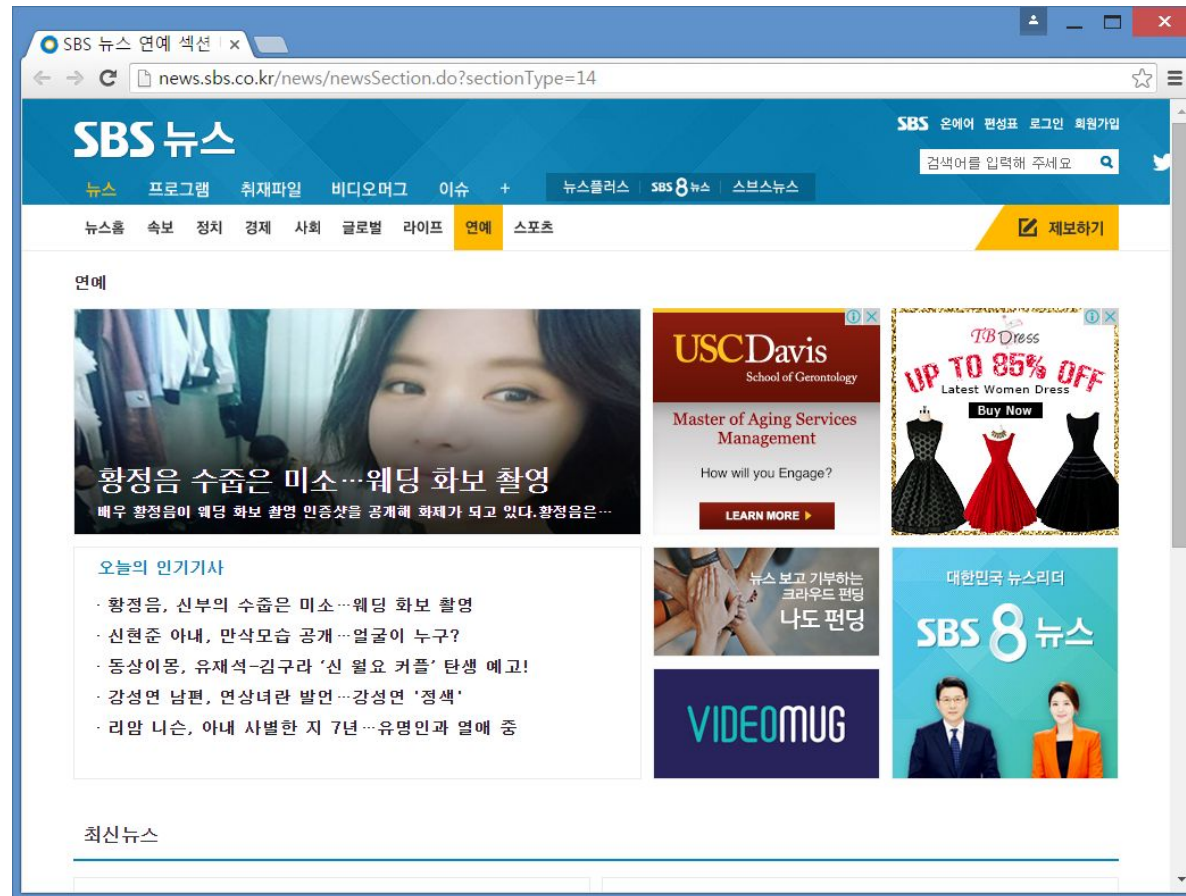 SBS 뉴스 연예 섹션
news.sbs.co.kr/news/newsSection.do?sectionType=14
SBS 온에어 편성표 로그인 회원가입
SBS 뉴스
검색어를 입력해 주세요
뉴스 프로그램 취재파일 비디오머그 이슈 + 뉴스플러스 SBS 8 뉴스 스브스뉴스
뉴스홈 속보 정치 경제 사회 글로벌 라이프 연예 스포츠 제보하기
연예
황정음 수줍은 미소…웨딩 화보 촬영
배우 황정음이 웨딩 화보 촬영 인증샷을 공개해 화제가 되고 있다.황정음은…
USCDavis
School of Gerontology
Master of Aging Services
Management
How will you Engage?
LEARN MORE
TBDress
UP TO 85% OFF
Latest Women Dress
Buy Now
오늘의 인기기사
· 황정음, 신부의 수줍은 미소…웨딩 화보 촬영
· 신현준 아내, 만삭모습 공개…얼굴이 누구?
· 동상이몽, 유재석-김구라 ‘신 월요 커플’ 탄생 예고!
· 강성연 남편, 연상녀란 발언…강성연 '정색'
· 리암 니슨, 아내 사별한 지 7년…유명인과 열애 중
뉴스 보고 기부하는
크라우드 펀딩
나도 펀딩
VIDEOMUG
대한민국 뉴스리더
SBS 8 뉴스
최신뉴스